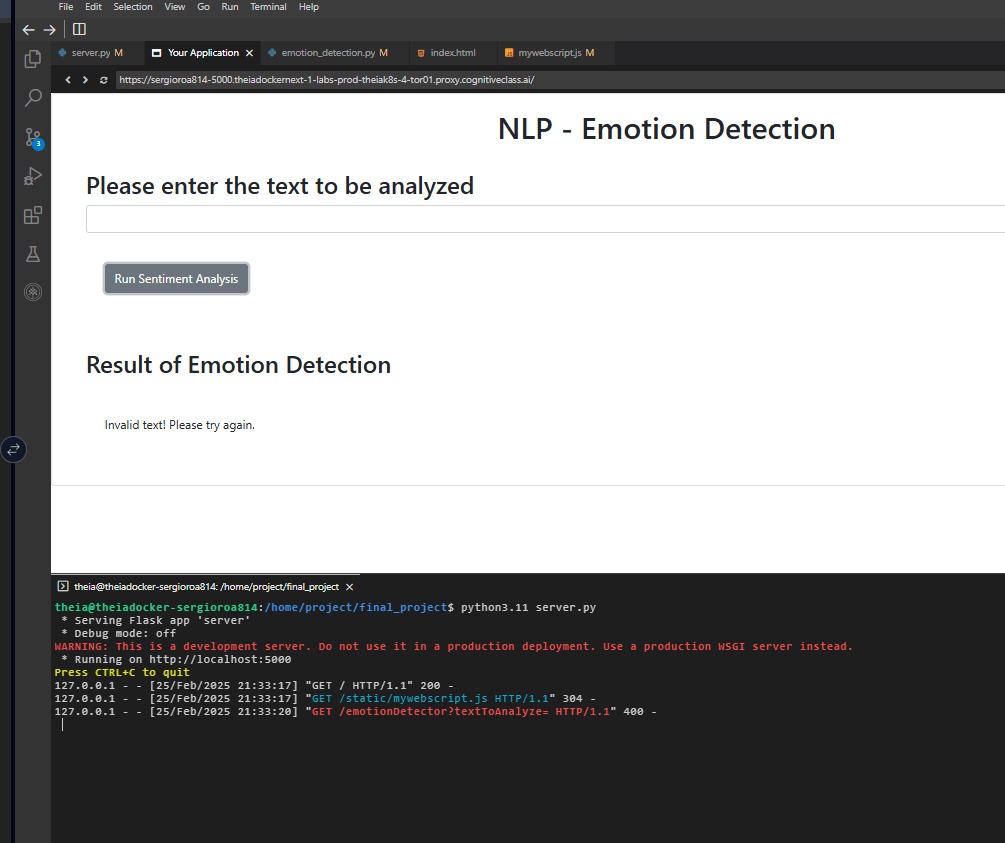 File Edit Selection View Go Run Terminal Help
server.py M Your Application × emotion_detection.py M index.html mywebscript.js M
https://sergioroa814-5000.theiadockernext-1-labs-prod-theiak8s-4-tor01.proxy.cognitiveclass.ai/
3
NLP - Emotion Detection
Please enter the text to be analyzed
Run Sentiment Analysis
Result of Emotion Detection
Invalid text! Please try again.
theia@theiadocker-sergioroa814: /home/project/final_project ×
theia@theiadocker-sergioroa814:/home/project/final_project$ python3.11 server.py
* Serving Flask app 'server'
* Debug mode: off
WARNING: This is a development server. Do not use it in a production deployment. Use a production WSGI server instead.
* Running on http://localhost:5000
Press CTRL+C to quit
127.0.0.1 - - [25/Feb/2025 21:33:17] "GET / HTTP/1.1" 200 -
127.0.0.1 - - [25/Feb/2025 21:33:17] "GET /static/mywebscript.js HTTP/1.1" 304 -
127.0.0.1 - - [25/Feb/2025 21:33:20] "GET /emotionDetector?textToAnalyze= HTTP/1.1" 400 -